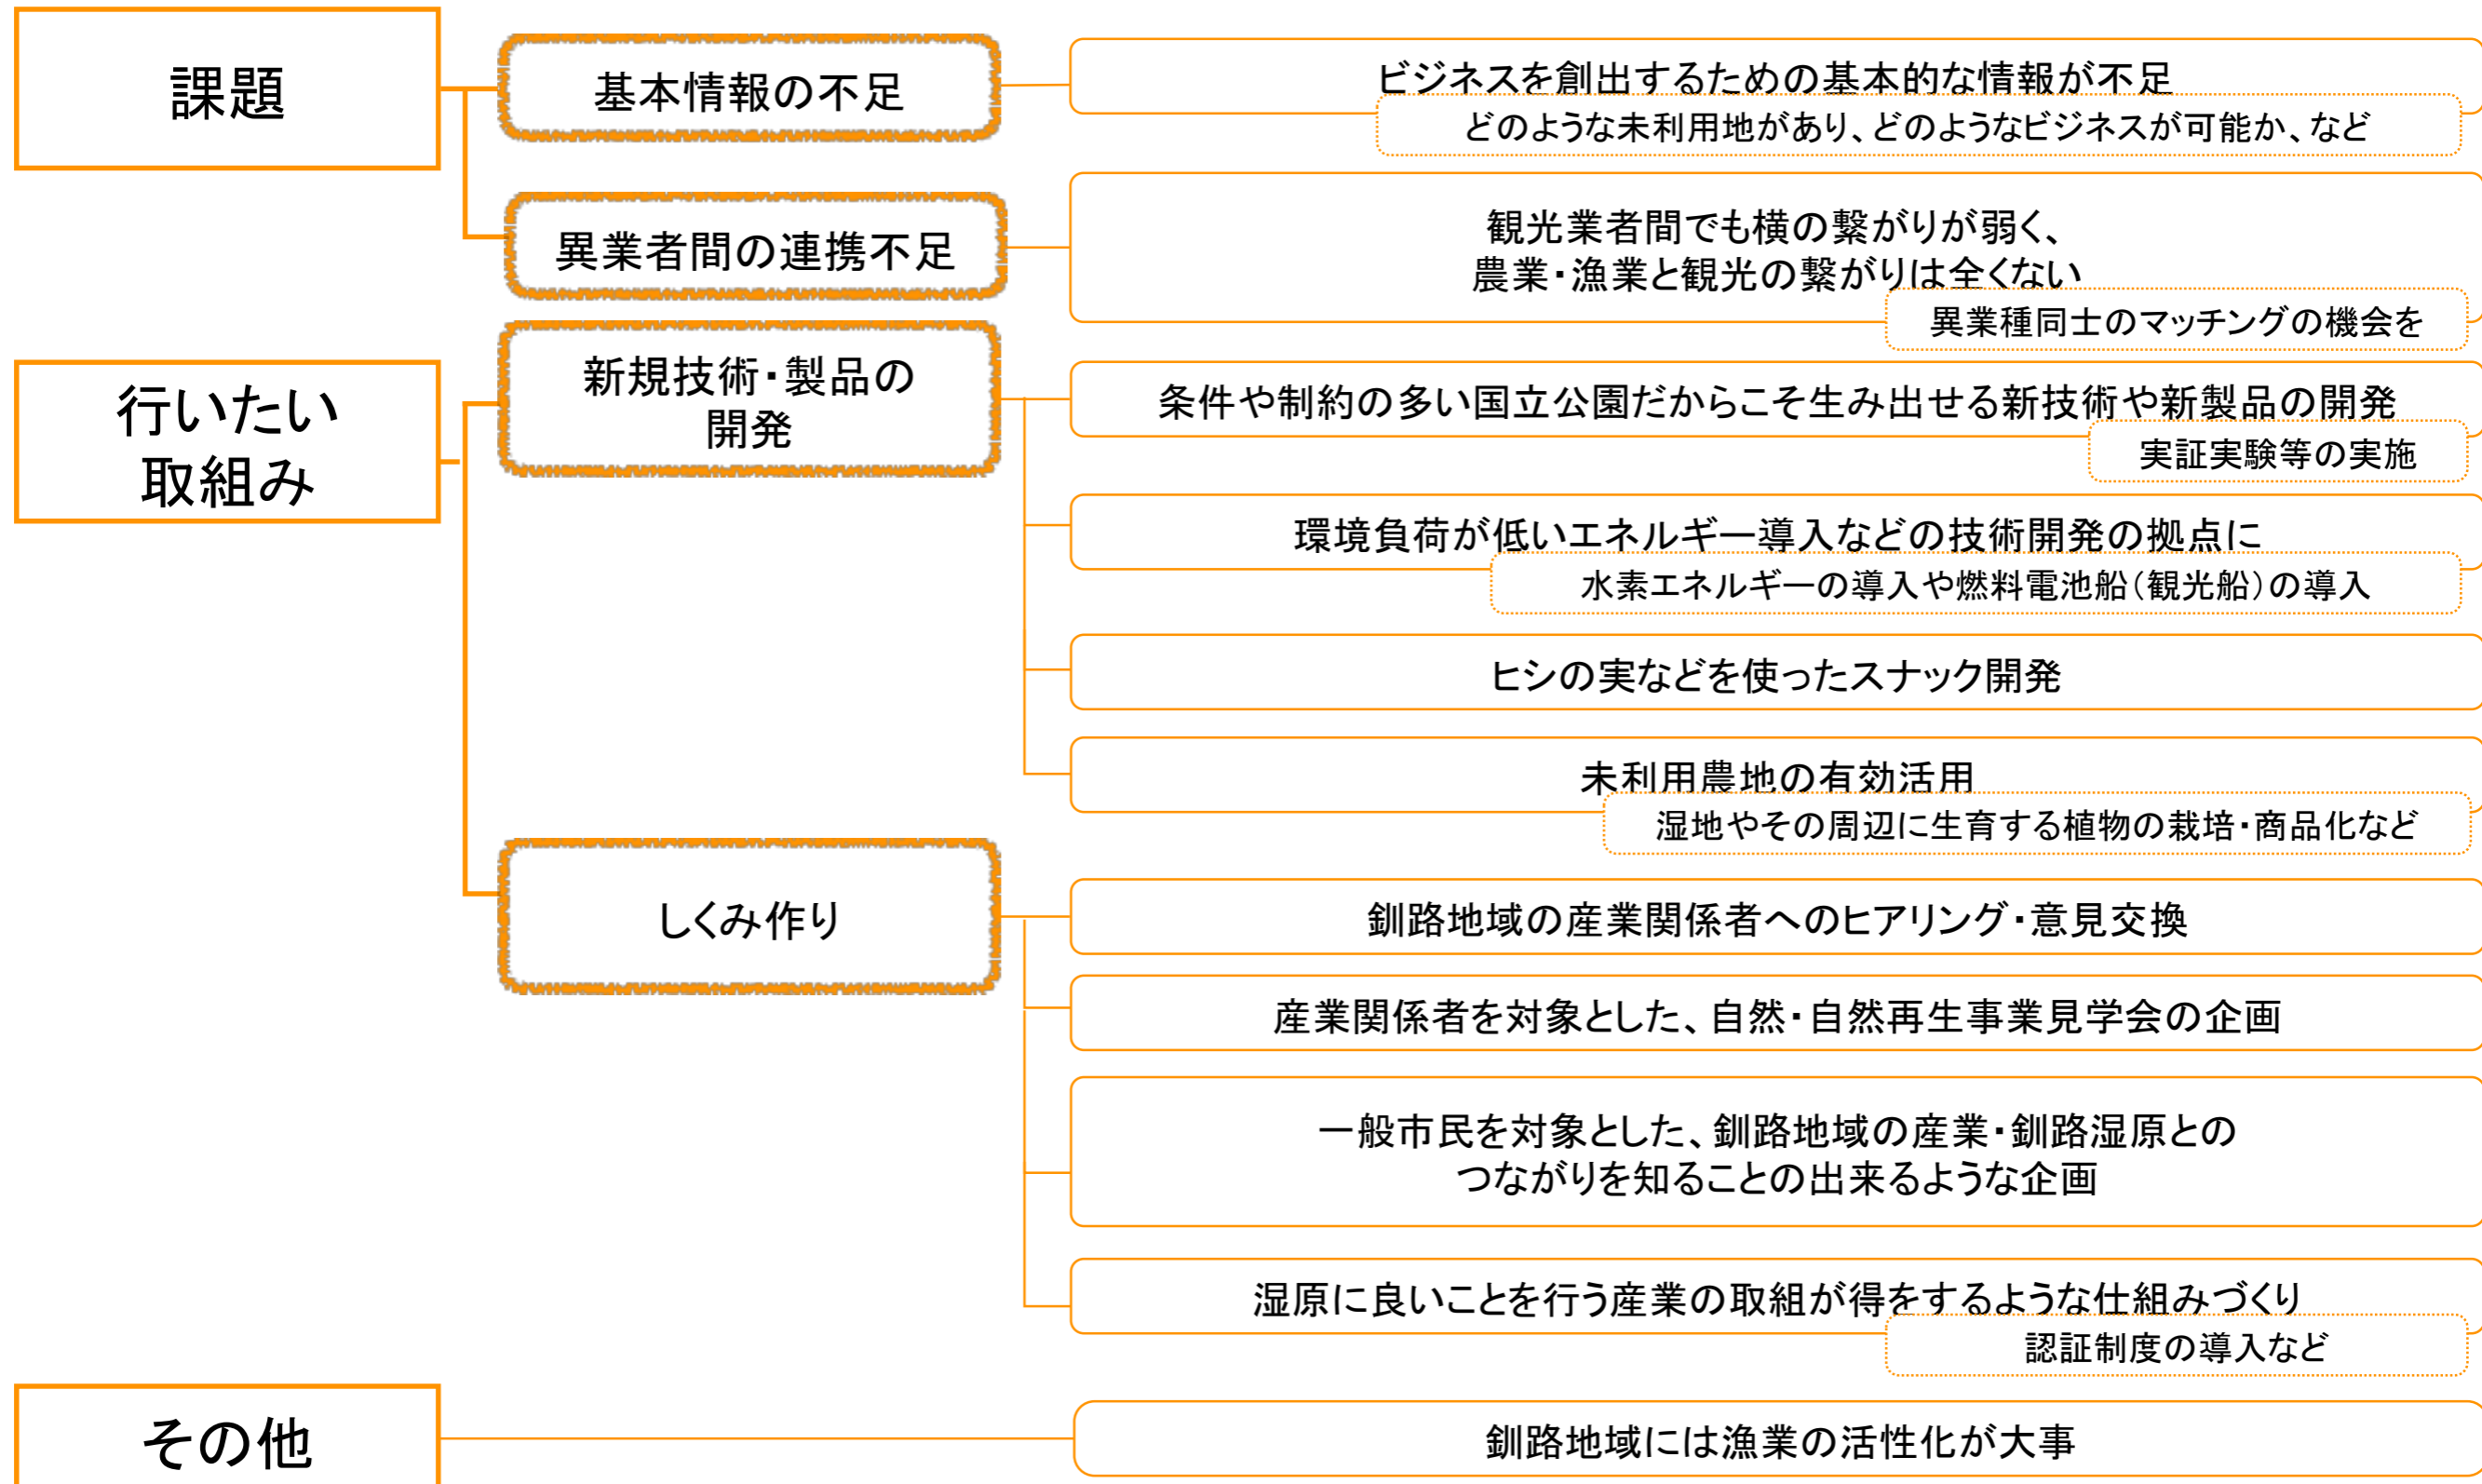 課題
基本情報の不足
ビジネスを創出するための基本的な情報が不足
どのような未利用地があり、どのようなビジネスが可能か、など
異業者間の連携不足
観光業者間でも横の繋がりが弱く、
農業・漁業と観光の繋がりは全くない
異業種同士のマッチングの機会を
行いたい
取組み
新規技術・製品の
開発
条件や制約の多い国立公園だからこそ生み出せる新技術や新製品の開発
実証実験等の実施
環境負荷が低いエネルギー導入などの技術開発の拠点に
水素エネルギーの導入や燃料電池船(観光船)の導入
ヒシの実などを使ったスナック開発
未利用農地の有効活用
湿地やその周辺に生育する植物の栽培・商品化など
しくみ作り
釧路地域の産業関係者へのヒアリング・意見交換
産業関係者を対象とした、自然・自然再生事業見学会の企画
一般市民を対象とした、釧路地域の産業・釧路湿原との
つながりを知ることの出来るような企画
湿原に良いことを行う産業の取組が得をするような仕組みづくり
認証制度の導入など
その他
釧路地域には漁業の活性化が大事